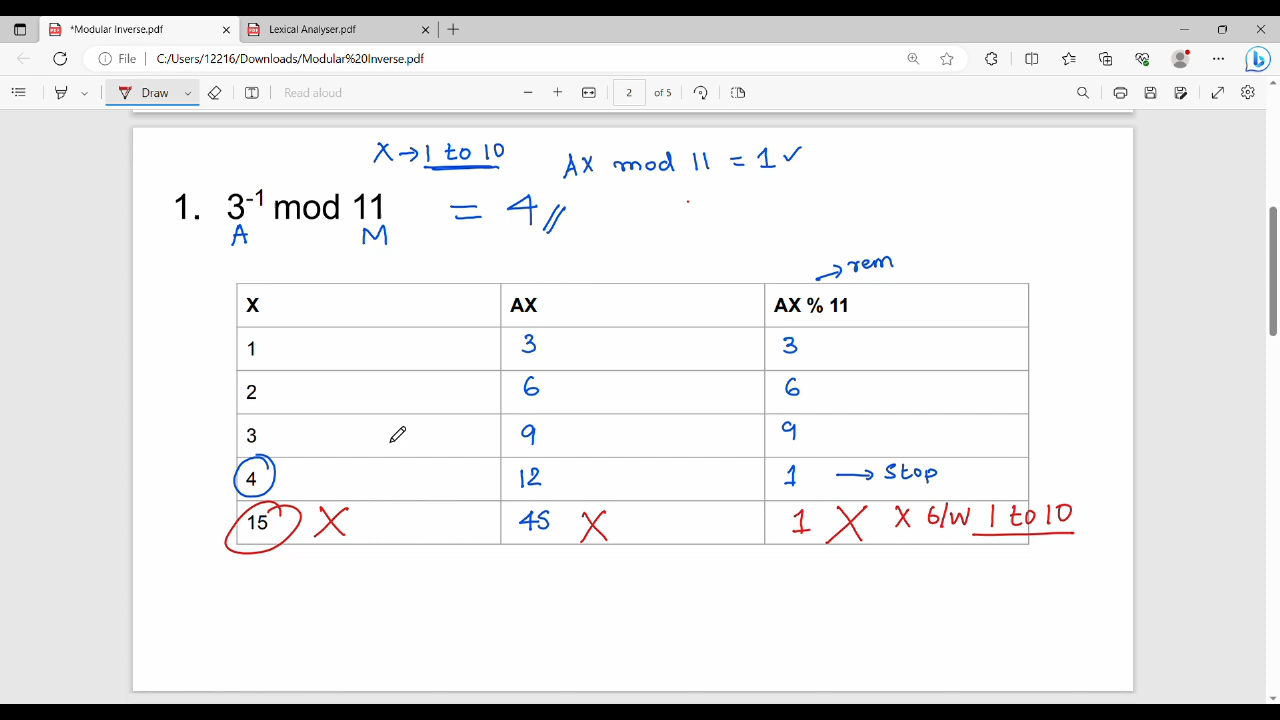 *Modular Inverse.pdf
Lexical Analyser.pdf
File C:/Users/12216/Downloads/Modular%20Inverse.pdf
Draw Read aloud 2 of 5
X → 1 to 10 AX mod 11 = 1 ✓
1. 3⁻¹ mod 11 = 4 //
A M
→ rem
X AX AX % 11
1 3 3
2 6 6
3 9 9
4 12 1 → Stop
15 X 45 X 1 X X b/w 1 to 10